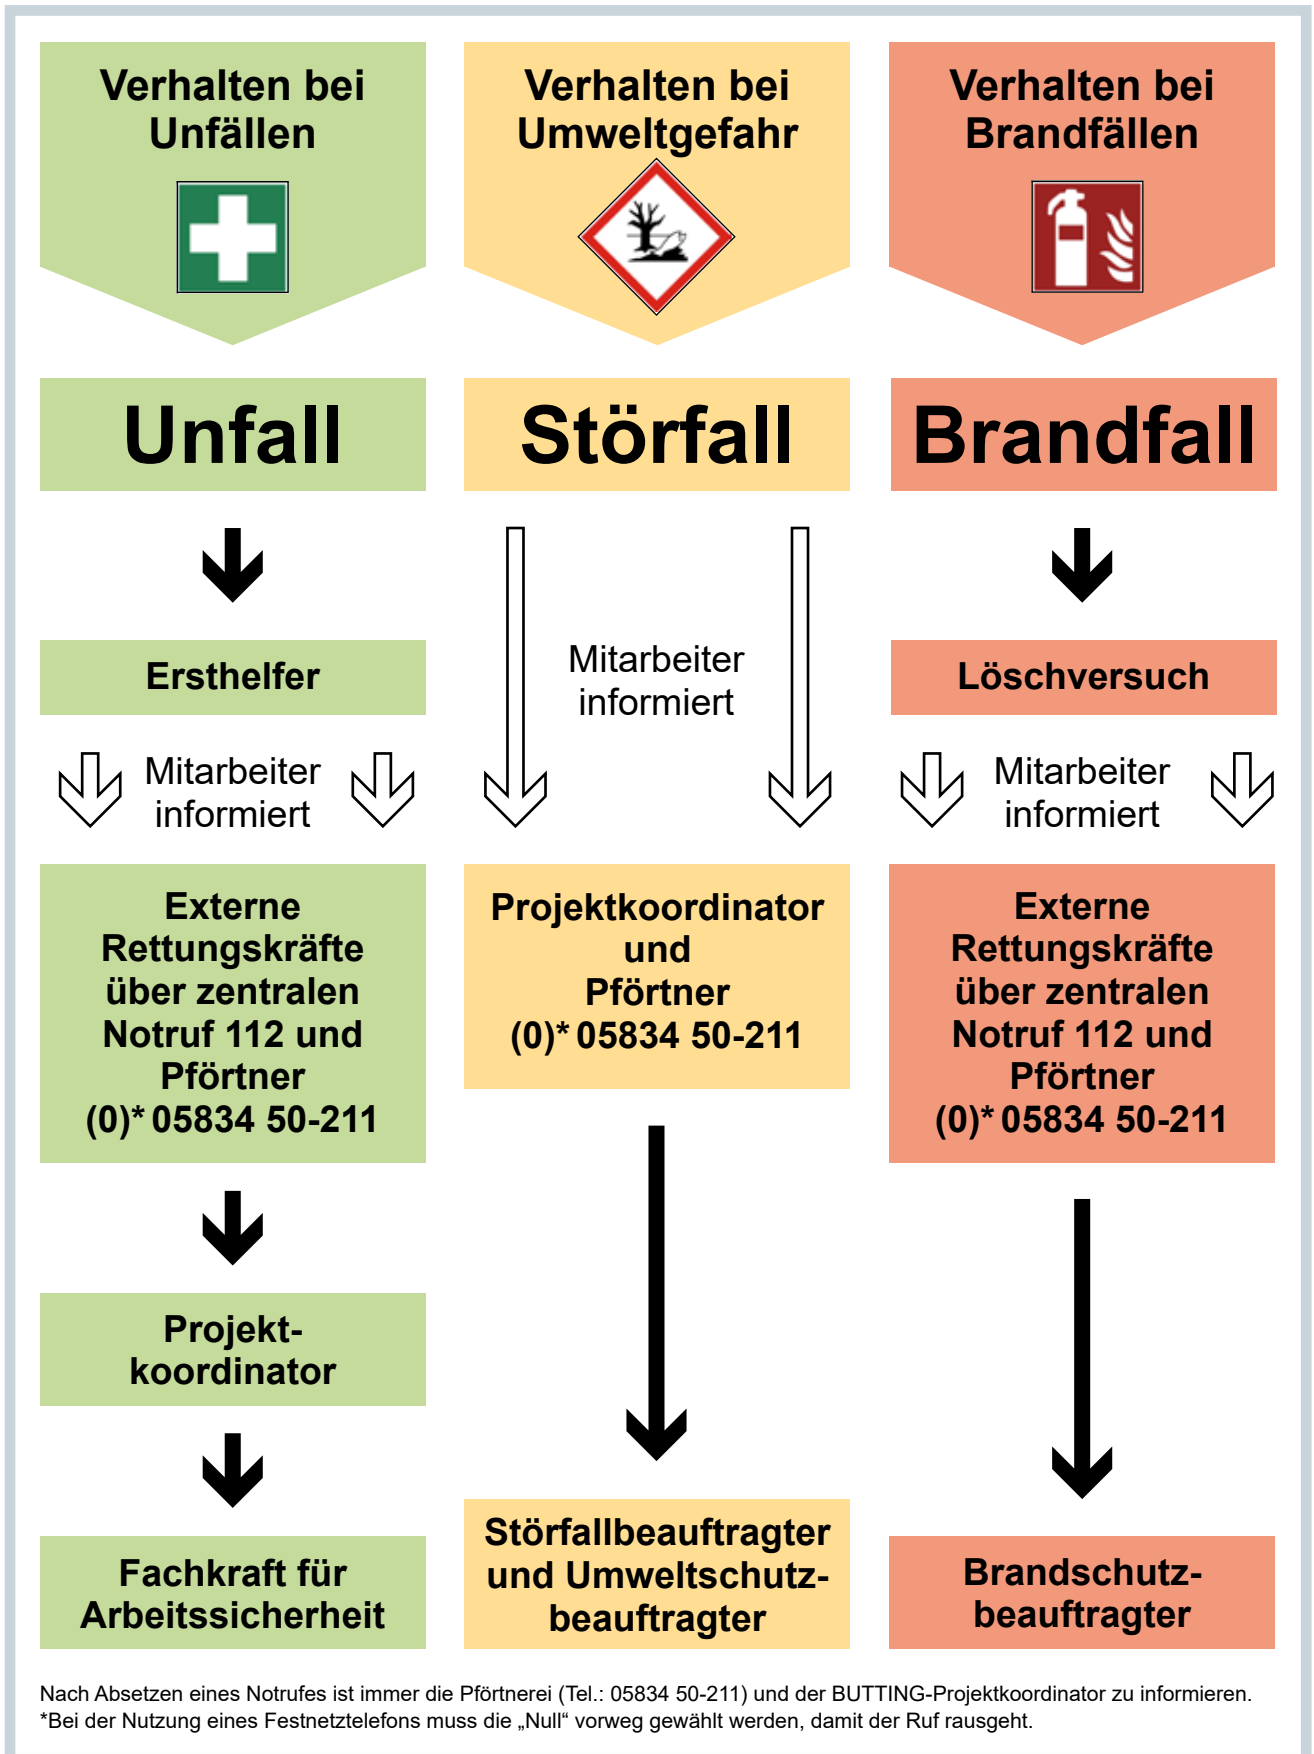 Verhalten bei
Unfällen
Verhalten bei
Umweltgefahr
Verhalten bei
Brandfällen
Unfall
Störfall
Brandfall
Ersthelfer
Mitarbeiter
informiert
Löschversuch
Mitarbeiter
informiert
Mitarbeiter
informiert
Externe
Rettungskräfte
über zentralen
Notruf 112 und
Pförtner
(0)* 05834 50-211
Projektkoordinator
und
Pförtner
(0)* 05834 50-211
Externe
Rettungskräfte
über zentralen
Notruf 112 und
Pförtner
(0)* 05834 50-211
Projekt-
koordinator
Fachkraft für
Arbeitssicherheit
Störfallbeauftragter
und Umweltschutz-
beauftragter
Brandschutz-
beauftragter
Nach Absetzen eines Notrufes ist immer die Pförtnerei (Tel.: 05834 50-211) und der BUTTING-Projektkoordinator zu informieren.
*Bei der Nutzung eines Festnetztelefons muss die „Null“ vorweg gewählt werden, damit der Ruf rausgeht.